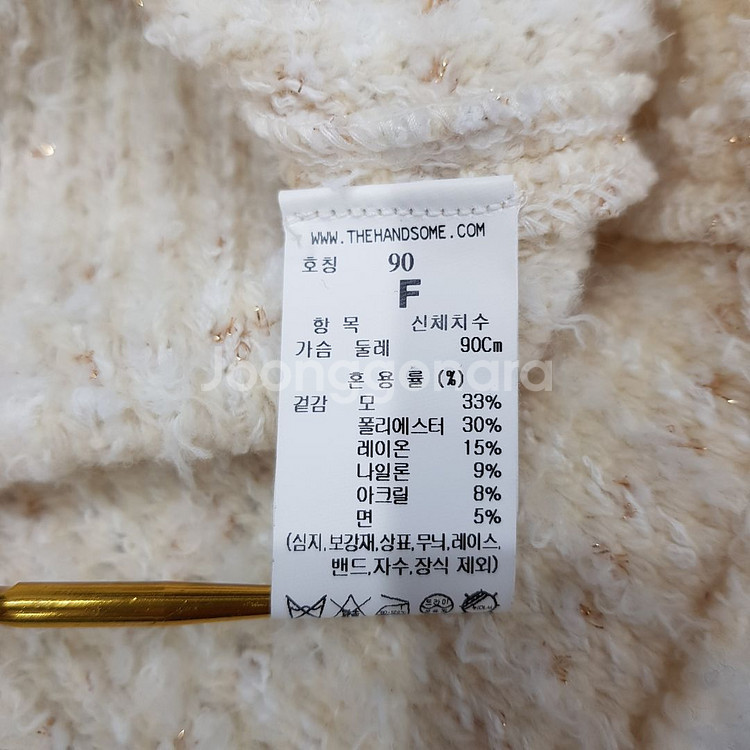 WWW.THEHANDSOME.COM
호칭 90
F
항 목 신체치수
가슴 둘레 90Cm
Joonggonara
혼 용 률 (%)
겉감 모 33%
폴리에스터 30%
레이온 15%
나일론 9%
아크릴 8%
면 5%
(심지,보강재,상표,무늬,레이스,
밴드,자수,장식 제외)